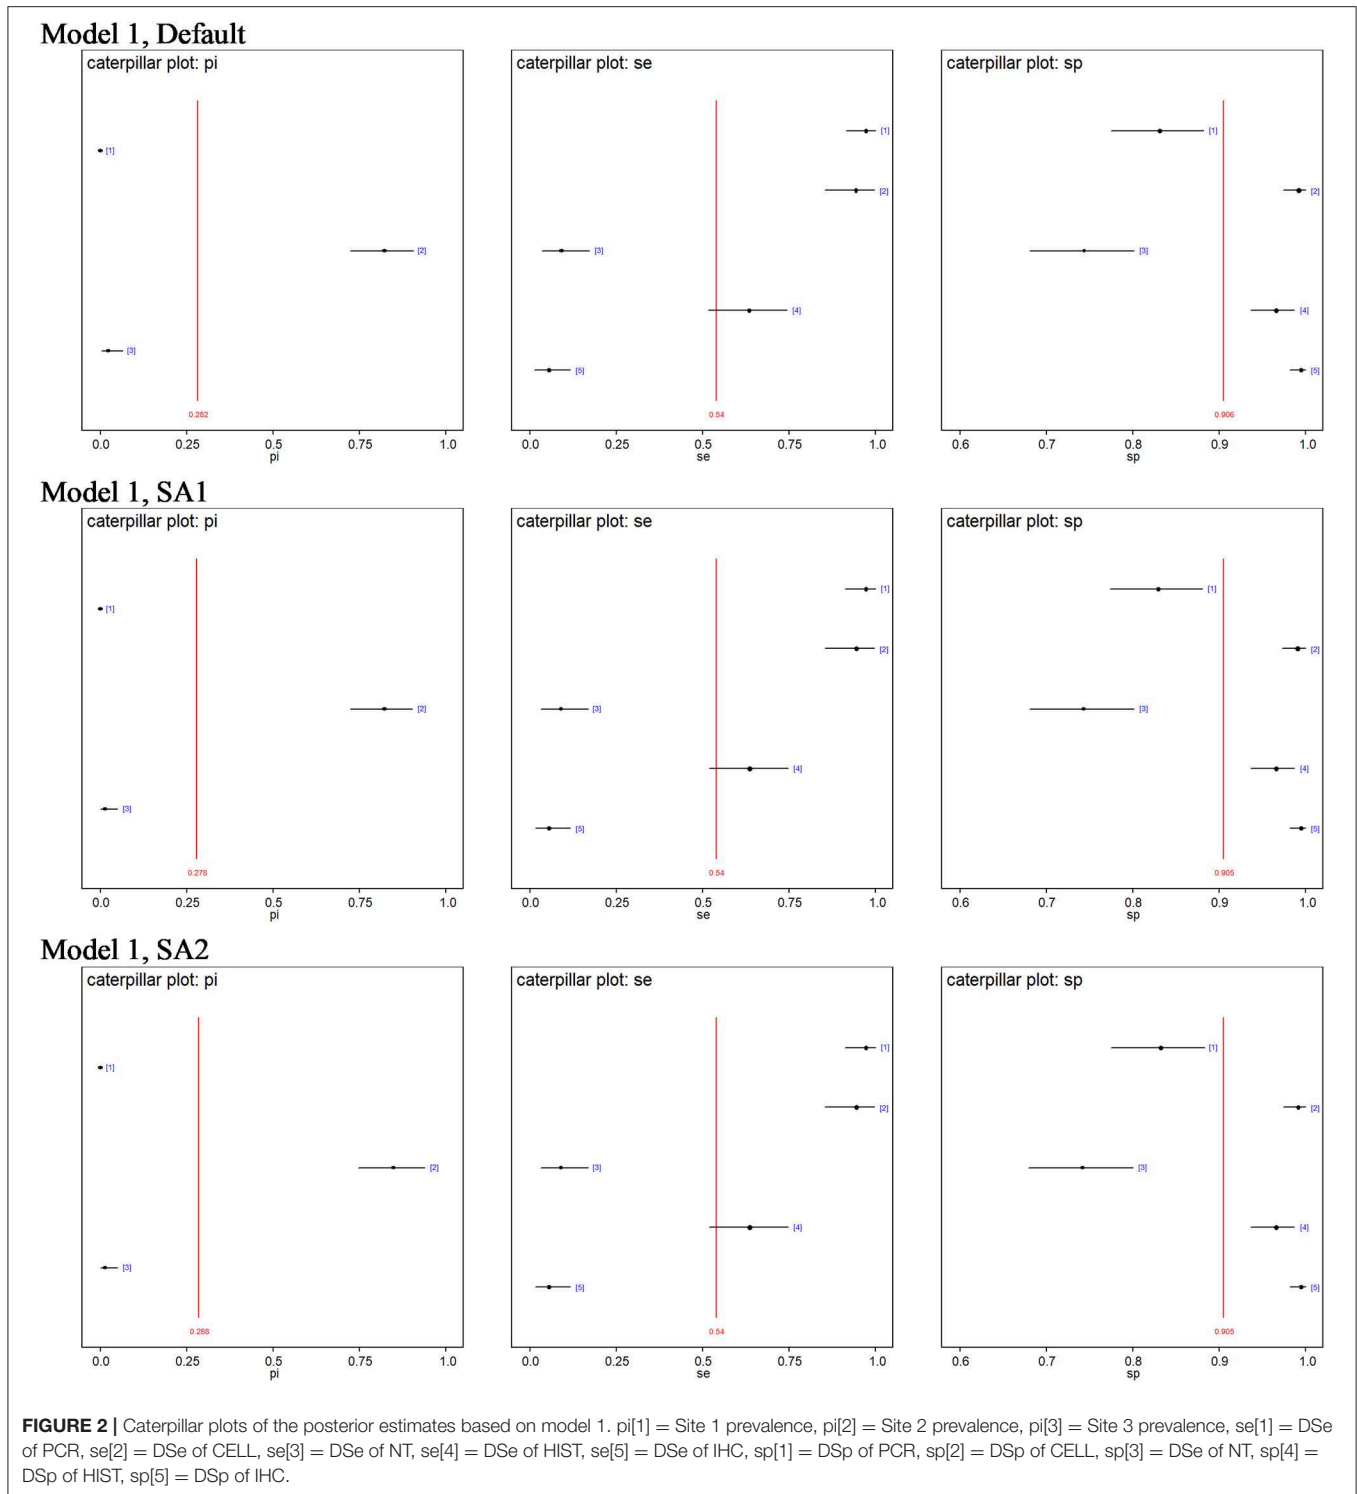 Model 1, Default
caterpillar plot: pi
[1]
[2]
[3]
0.282
0.0 0.25 0.5 0.75 1.0
pi
caterpillar plot: se
[1]
[2]
[3]
[4]
[5]
0.54
0.0 0.25 0.5 0.75 1.0
se
caterpillar plot: sp
[1]
[2]
[3]
[4]
[5]
0.906
0.6 0.7 0.8 0.9 1.0
sp
Model 1, SA1
caterpillar plot: pi
[1]
[2]
[3]
0.278
0.0 0.25 0.5 0.75 1.0
pi
caterpillar plot: se
[1]
[2]
[3]
[4]
[5]
0.54
0.0 0.25 0.5 0.75 1.0
se
caterpillar plot: sp
[1]
[2]
[3]
[4]
[5]
0.905
0.6 0.7 0.8 0.9 1.0
sp
Model 1, SA2
caterpillar plot: pi
[1]
[2]
[3]
0.288
0.0 0.25 0.5 0.75 1.0
pi
caterpillar plot: se
[1]
[2]
[3]
[4]
[5]
0.54
0.0 0.25 0.5 0.75 1.0
se
caterpillar plot: sp
[1]
[2]
[3]
[4]
[5]
0.905
0.6 0.7 0.8 0.9 1.0
sp
FIGURE 2 | Caterpillar plots of the posterior estimates based on model 1. pi[1] = Site 1 prevalence, pi[2] = Site 2 prevalence, pi[3] = Site 3 prevalence, se[1] = DSe
of PCR, se[2] = DSe of CELL, se[3] = DSe of NT, se[4] = DSe of HIST, se[5] = DSe of IHC, sp[1] = DSp of PCR, sp[2] = DSp of CELL, sp[3] = DSe of NT, sp[4] =
DSp of HIST, sp[5] = DSp of IHC.